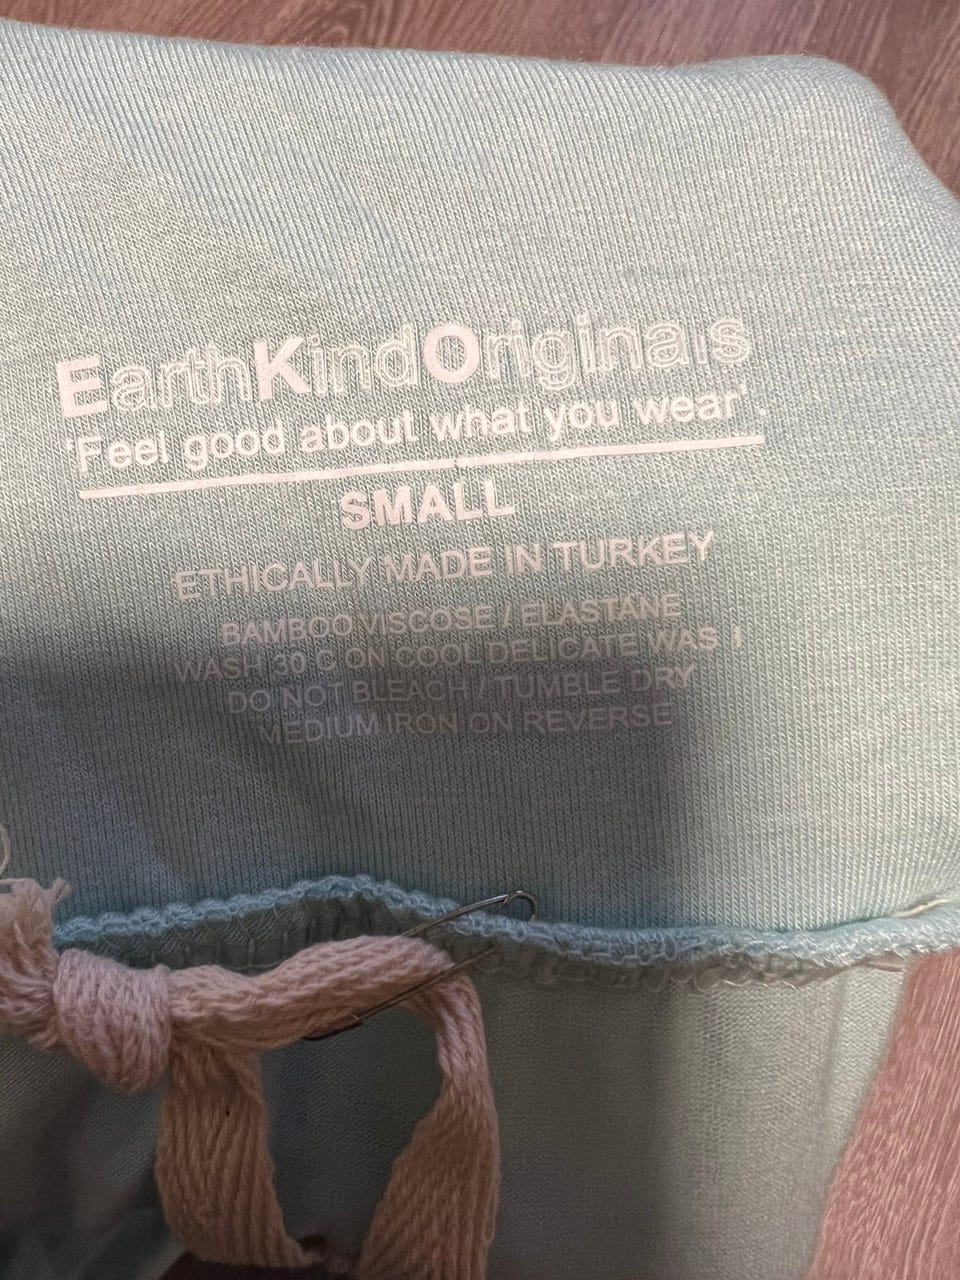 EarthKindOriginals
'Feel good about what you wear'.
SMALL
ETHICALLY MADE IN TURKEY
BAMBOO VISCOSE / ELASTANE
WASH 30 C ON COOL DELICATE WASH
DO NOT BLEACH / TUMBLE DRY
MEDIUM IRON ON REVERSE